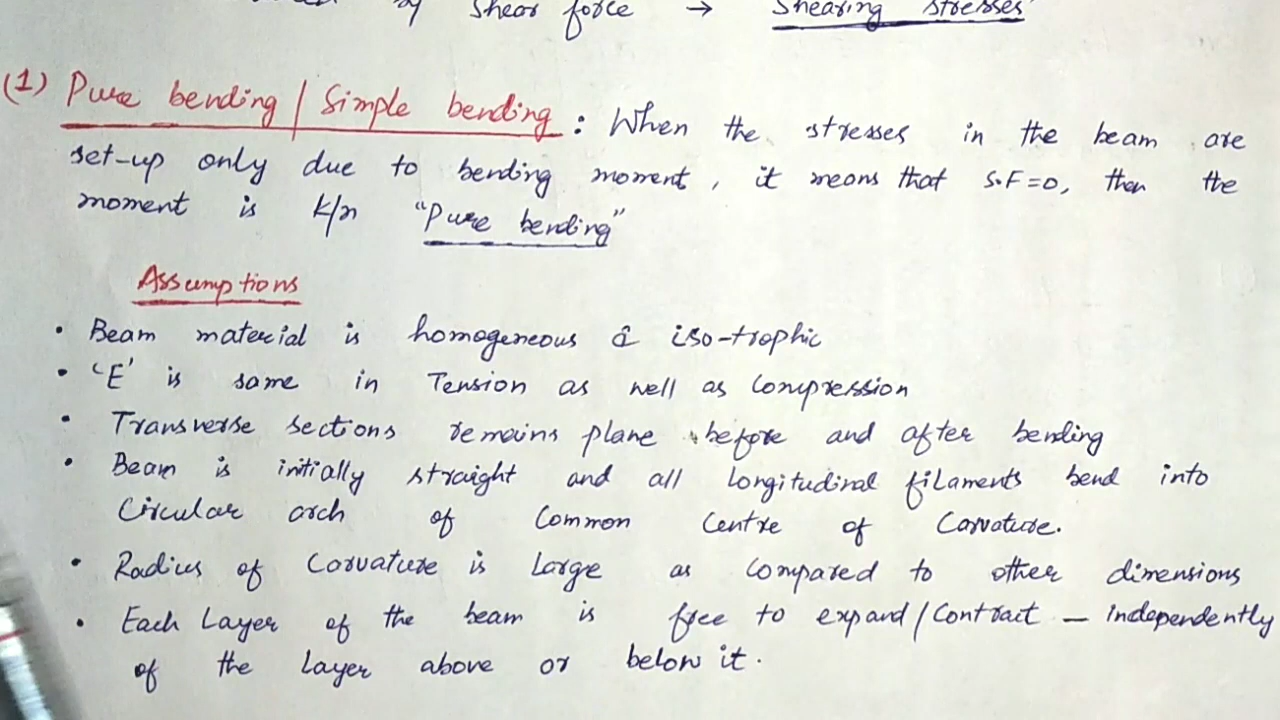 by shear force → Shearing stresses
(1) Pure bending / Simple bending : When the stresses in the beam are
set-up only due to bending moment, it means that S.F=0, then the
moment is k/n "Pure bending"
Assumptions
• Beam material is homogeneous & iso-trophic
• 'E' is same in Tension as well as Compression
• Transverse sections remains plane before and after bending
• Beam is initially straight and all longitudinal filaments bend into
Circular arch of Common Centre of Carvature.
• Radius of Corvature is Large as compared to other dimensions
• Each Layer of the beam is free to expand/Contract — independently
of the Layer above or below it.